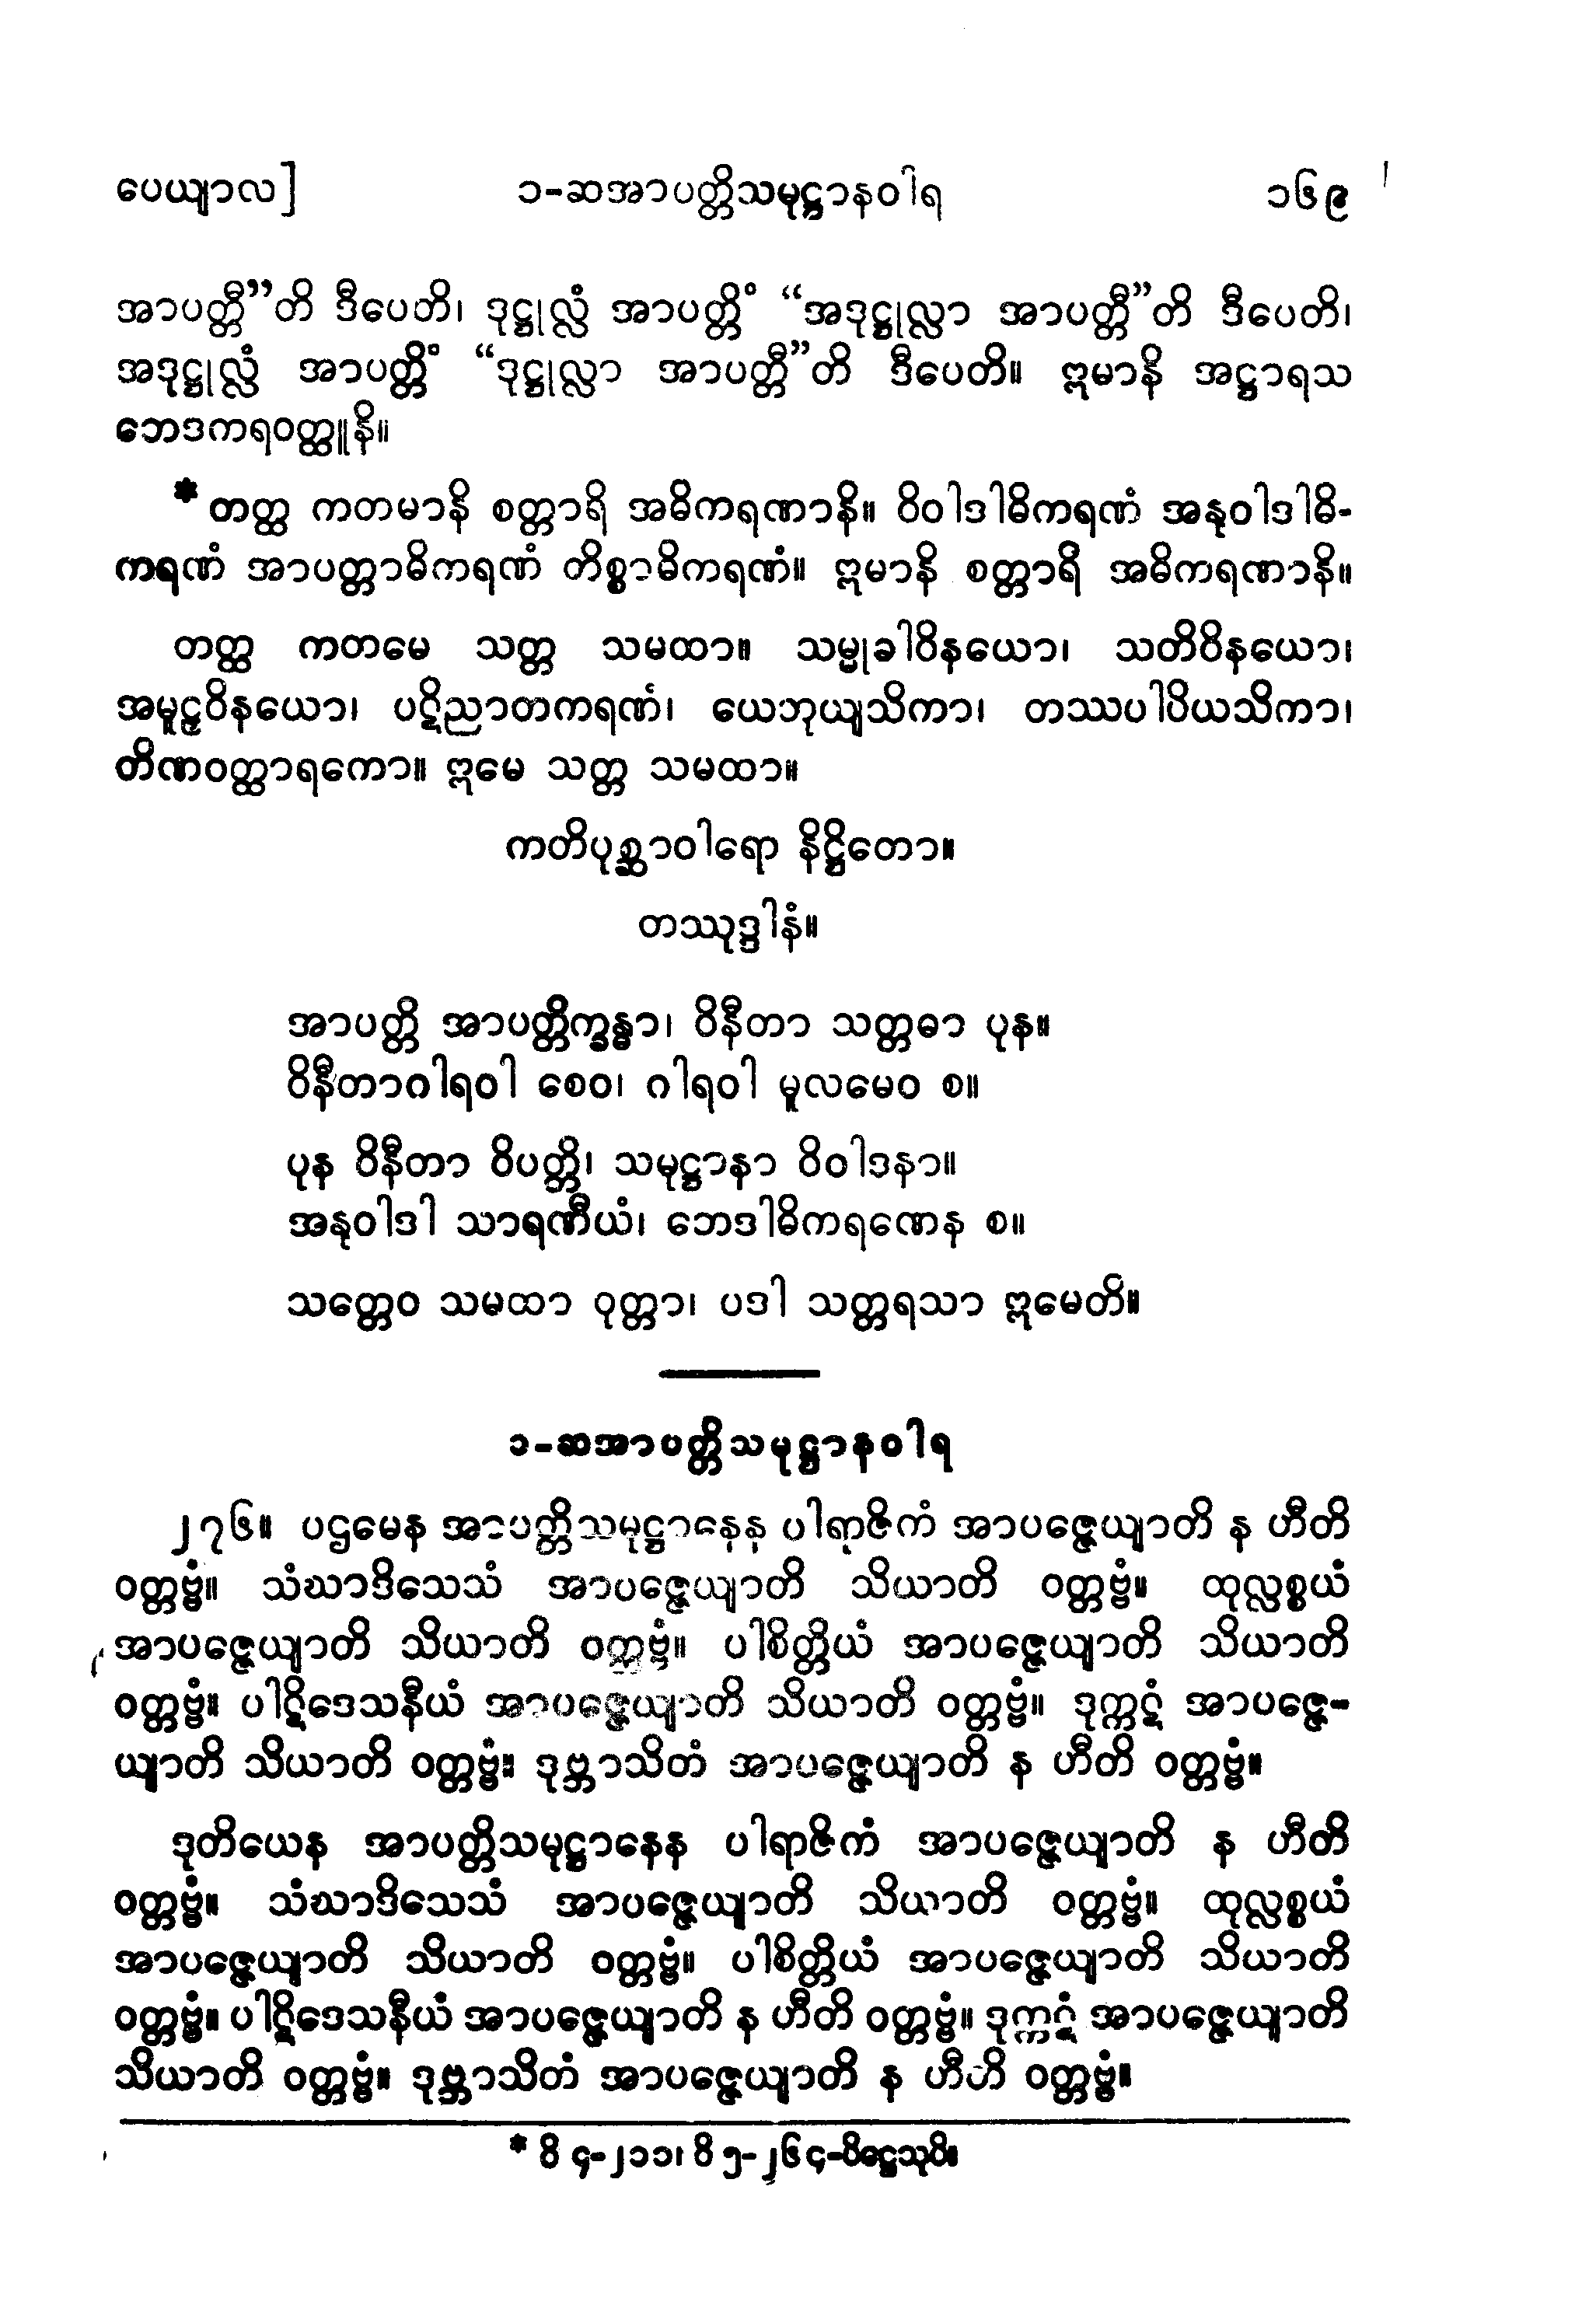 ပေယျာလ] ၁-ဆအာပတ္တိသမုဋ္ဌာနဝါရ ၁၆၉
အာပတ္တီ”တိ ဒီပေတိ၊ ဒုဋ္ဌုလ္လံ အာပတ္တိံ “အဒုဋ္ဌုလ္လာ အာပတ္တီ”တိ ဒီပေတိ၊
အဒုဋ္ဌုလ္လံ အာပတ္တိံ “ဒုဋ္ဌုလ္လာ အာပတ္တီ”တိ ဒီပေတိ။ ဣမာနိ အဋ္ဌာရသ
ဘေဒကရဝတ္ထူနိ။
* တတ္ထ ကတမာနိ စတ္တာရိ အဓိကရဏာနိ။ ဝိဝါဒါဓိကရဏံ အနုဝါဒါဓိ-
ကရဏံ အာပတ္တာဓိကရဏံ ကိစ္စာဓိကရဏံ။ ဣမာနိ စတ္တာရိ အဓိကရဏာနိ။
တတ္ထ ကတမေ သတ္တ သမထာ။ သမ္မုခါဝိနယော၊ သတိဝိနယော၊
အမူဠှဝိနယော၊ ပဋိညာတကရဏံ၊ ယေဘုယျသိကာ၊ တဿပါပိယသိကာ၊
တိဏဝတ္ထာရကော။ ဣမေ သတ္တ သမထာ။
ကတိပုစ္ဆာဝါရော နိဋ္ဌိတော။
တဿုဒ္ဒါနံ။
အာပတ္တိ အာပတ္တိက္ခန္ဓာ၊ ဝိနီတာ သတ္တဓာ ပုန။
ဝိနီတာဂါရဝါ စေဝ၊ ဂါရဝါ မူလမေဝ စ။
ပုန ဝိနီတာ ဝိပတ္တိ၊ သမုဋ္ဌာနာ ဝိဝါဒနာ။
အနုဝါဒါ သာရဏီယံ၊ ဘေဒါဓိကရဏေန စ။
သတ္တေဝ သမထာ ဝုတ္တာ၊ ပဒါ သတ္တရသာ ဣမေတိ။
၁-ဆအာပတ္တိသမုဋ္ဌာနဝါရ
၂၇၆။ ပဌမေန အာပတ္တိသမုဋ္ဌာနေန ပါရာဇိကံ အာပဇ္ဇေယျာတိ န ဟီတိ
ဝတ္တဗ္ဗံ။ သံဃာဒိသေသံ အာပဇ္ဇေယျာတိ သိယာတိ ဝတ္တဗ္ဗံ။ ထုလ္လစ္စယံ
အာပဇ္ဇေယျာတိ သိယာတိ ဝတ္တဗ္ဗံ။ ပါစိတ္တိယံ အာပဇ္ဇေယျာတိ သိယာတိ
ဝတ္တဗ္ဗံ။ ပါဋိဒေသနီယံ အာပဇ္ဇေယျာတိ သိယာတိ ဝတ္တဗ္ဗံ။ ဒုက္ကဋံ အာပဇ္ဇေ-
ယျာတိ သိယာတိ ဝတ္တဗ္ဗံ။ ဒုဗ္ဘာသိတံ အာပဇ္ဇေယျာတိ န ဟီတိ ဝတ္တဗ္ဗံ။
ဒုတိယေန အာပတ္တိသမုဋ္ဌာနေန ပါရာဇိကံ အာပဇ္ဇေယျာတိ န ဟီတိ
ဝတ္တဗ္ဗံ။ သံဃာဒိသေသံ အာပဇ္ဇေယျာတိ သိယာတိ ဝတ္တဗ္ဗံ။ ထုလ္လစ္စယံ
အာပဇ္ဇေယျာတိ သိယာတိ ဝတ္တဗ္ဗံ။ ပါစိတ္တိယံ အာပဇ္ဇေယျာတိ သိယာတိ
ဝတ္တဗ္ဗံ။ ပါဋိဒေသနီယံ အာပဇ္ဇေယျာတိ န ဟီတိ ဝတ္တဗ္ဗံ။ ဒုက္ကဋံ အာပဇ္ဇေယျာတိ
သိယာတိ ဝတ္တဗ္ဗံ။ ဒုဗ္ဘာသိတံ အာပဇ္ဇေယျာတိ န ဟီတိ ဝတ္တဗ္ဗံ။
* ဝိ ၄-၂၁၁၊ ဝိ ၅-၂၆၄-ပိဋ္ဌေသုပိ။